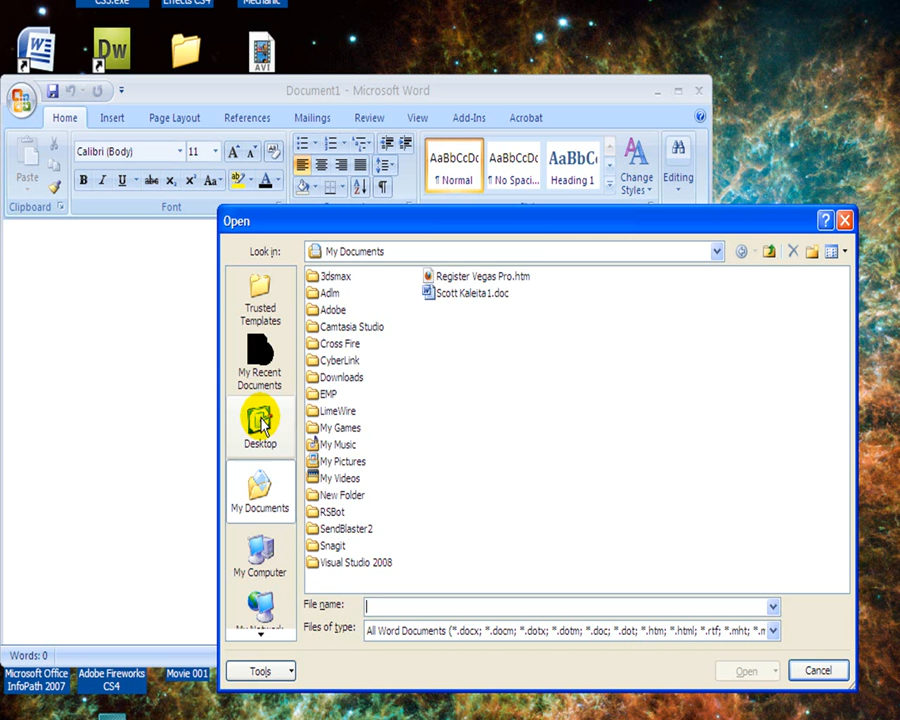 CS3.exe
Effects CS4
Mechanic
W
Dw
AVI
Document1 - Microsoft Word
Home Insert Page Layout References Mailings Review View Add-Ins Acrobat
Calibri (Body) 11
AaBbCcDc AaBbCcDc AaBbC
Paste
¶ Normal ¶ No Spaci... Heading 1 Change Styles Editing
B I U abc x₂ x² Aa ab A
Clipboard Font
Open
Look in: My Documents
Trusted Templates
My Recent Documents
Desktop
My Documents
My Computer
3dsmax
Adlm
Adobe
Camtasia Studio
Cross Fire
CyberLink
Downloads
EMP
LimeWire
My Games
My Music
My Pictures
My Videos
New Folder
RSBot
SendBlaster2
Snagit
Visual Studio 2008
Register Vegas Pro.htm
Scott Kaleita1.doc
File name:
Files of type: All Word Documents (*.docx; *.docm; *.dotx; *.dotm; *.doc; *.dot; *.htm; *.html; *.rtf; *.mht; *.m
Tools Open Cancel
Words: 0
Microsoft Office InfoPath 2007
Adobe Fireworks CS4
Movie 001